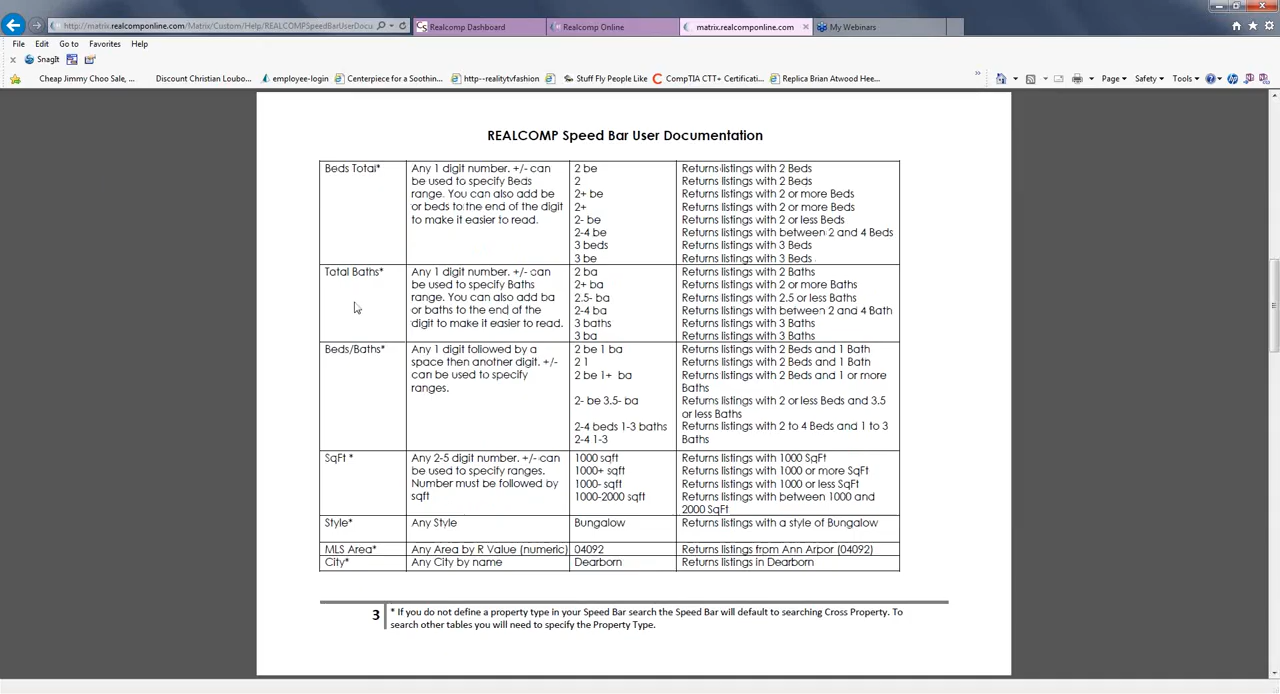 http://matrix.realcomponline.com/Matrix/Custom/Help/REALCOMPSpeedBarUserDocu
Realcomp Dashboard
Realcomp Online
matrix.realcomponline.com
My Webinars
File Edit Go to Favorites Help
SnagIt
Cheap Jimmy Choo Sale, ... Discount Christian Loubo... employee-login Centerpiece for a Soothin... http--realitytvfashion Stuff Fly People Like CompTIA CTT+ Certificati... Replica Brian Atwood Hee... Page Safety Tools
REALCOMP Speed Bar User Documentation
Beds Total*
Any 1 digit number. +/- can
be used to specify Beds
range. You can also add be
or beds to the end of the digit
to make it easier to read.
2 be
2
2+ be
2+
2- be
2-4 be
3 beds
3 be
Returns listings with 2 Beds
Returns listings with 2 Beds
Returns listings with 2 or more Beds
Returns listings with 2 or more Beds
Returns listings with 2 or less Beds
Returns listings with between 2 and 4 Beds
Returns listings with 3 Beds
Returns listings with 3 Beds
Total Baths*
Any 1 digit number. +/- can
be used to specify Baths
range. You can also add ba
or baths to the end of the
digit to make it easier to read.
2 ba
2+ ba
2.5- ba
2-4 ba
3 baths
3 ba
Returns listings with 2 Baths
Returns listings with 2 or more Baths
Returns listings with 2.5 or less Baths
Returns listings with between 2 and 4 Bath
Returns listings with 3 Baths
Returns listings with 3 Baths
Beds/Baths*
Any 1 digit followed by a
space then another digit. +/-
can be used to specify
ranges.
2 be 1 ba
2 1
2 be 1+ ba
2- be 3.5- ba
2-4 beds 1-3 baths
2-4 1-3
Returns listings with 2 Beds and 1 Bath
Returns listings with 2 Beds and 1 Bath
Returns listings with 2 Beds and 1 or more
Baths
Returns listings with 2 or less Beds and 3.5
or less Baths
Returns listings with 2 to 4 Beds and 1 to 3
Baths
SqFt *
Any 2-5 digit number. +/- can
be used to specify ranges.
Number must be followed by
sqft
1000 sqft
1000+ sqft
1000- sqft
1000-2000 sqft
Returns listings with 1000 SqFt
Returns listings with 1000 or more SqFt
Returns listings with 1000 or less SqFt
Returns listings with between 1000 and
2000 SqFt
Style*
Any Style
Bungalow
Returns listings with a style of Bungalow
MLS Area*
Any Area by R Value (numeric)
04092
Returns listings from Ann Arbor (04092)
City*
Any City by name
Dearborn
Returns listings in Dearborn
3
* If you do not define a property type in your Speed Bar search the Speed Bar will default to searching Cross Property. To
search other tables you will need to specify the Property Type.